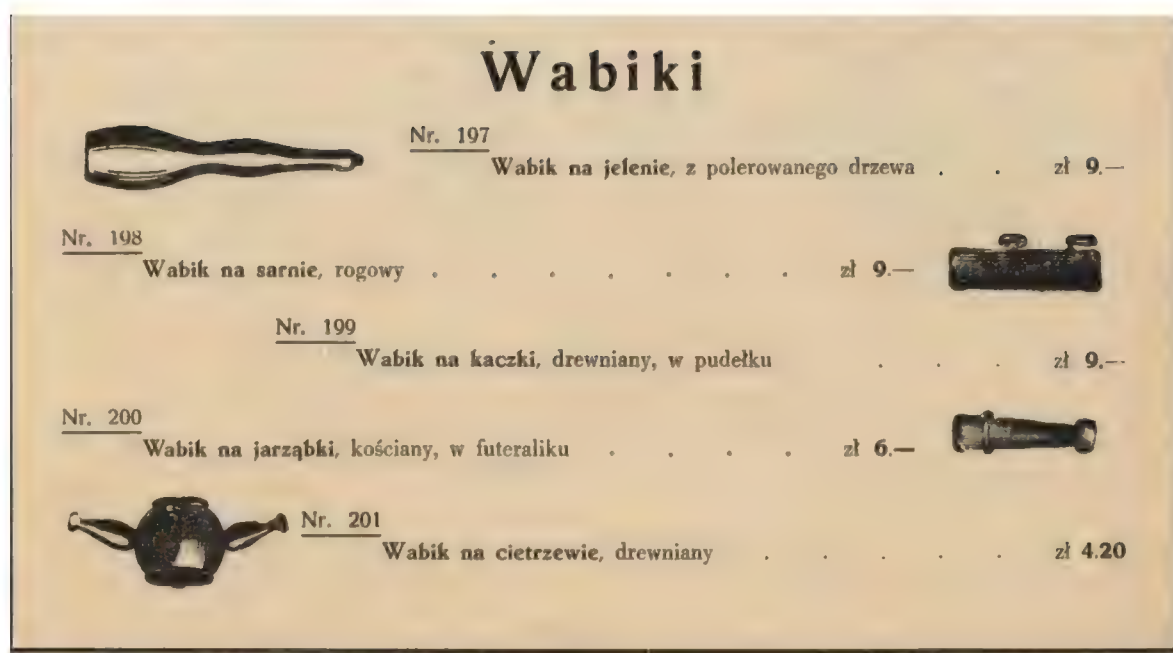 Wabiki
Nr. 197
Wabik na jelenie, z polerowanego drzewa . . zł 9.—
Nr. 198
Wabik na sarnie, rogowy . . . . . . . zł 9.—
Nr. 199
Wabik na kaczki, drewniany, w pudełku . . . zł 9.—
Nr. 200
Wabik na jarząbki, kościany, w futeraliku . . . . zł 6.—
Nr. 201
Wabik na cietrzewie, drewniany . . . . . zł 4.20